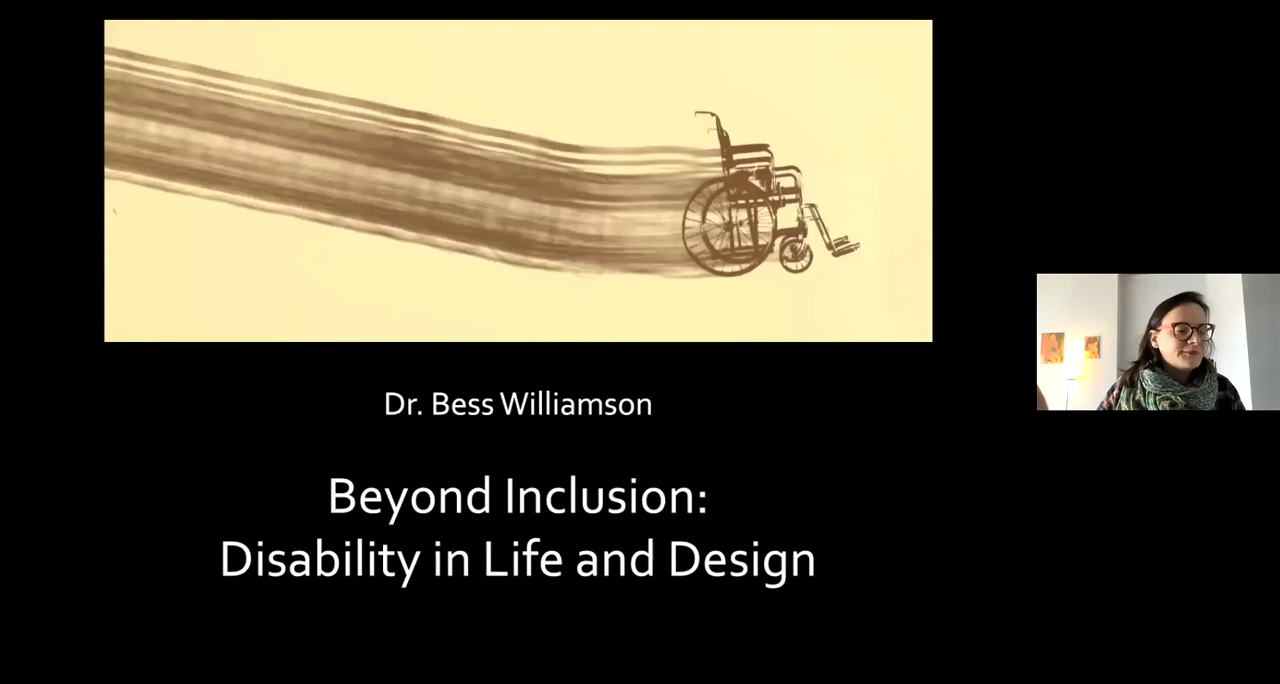 Dr. Bess Williamson
Beyond Inclusion:
Disability in Life and Design